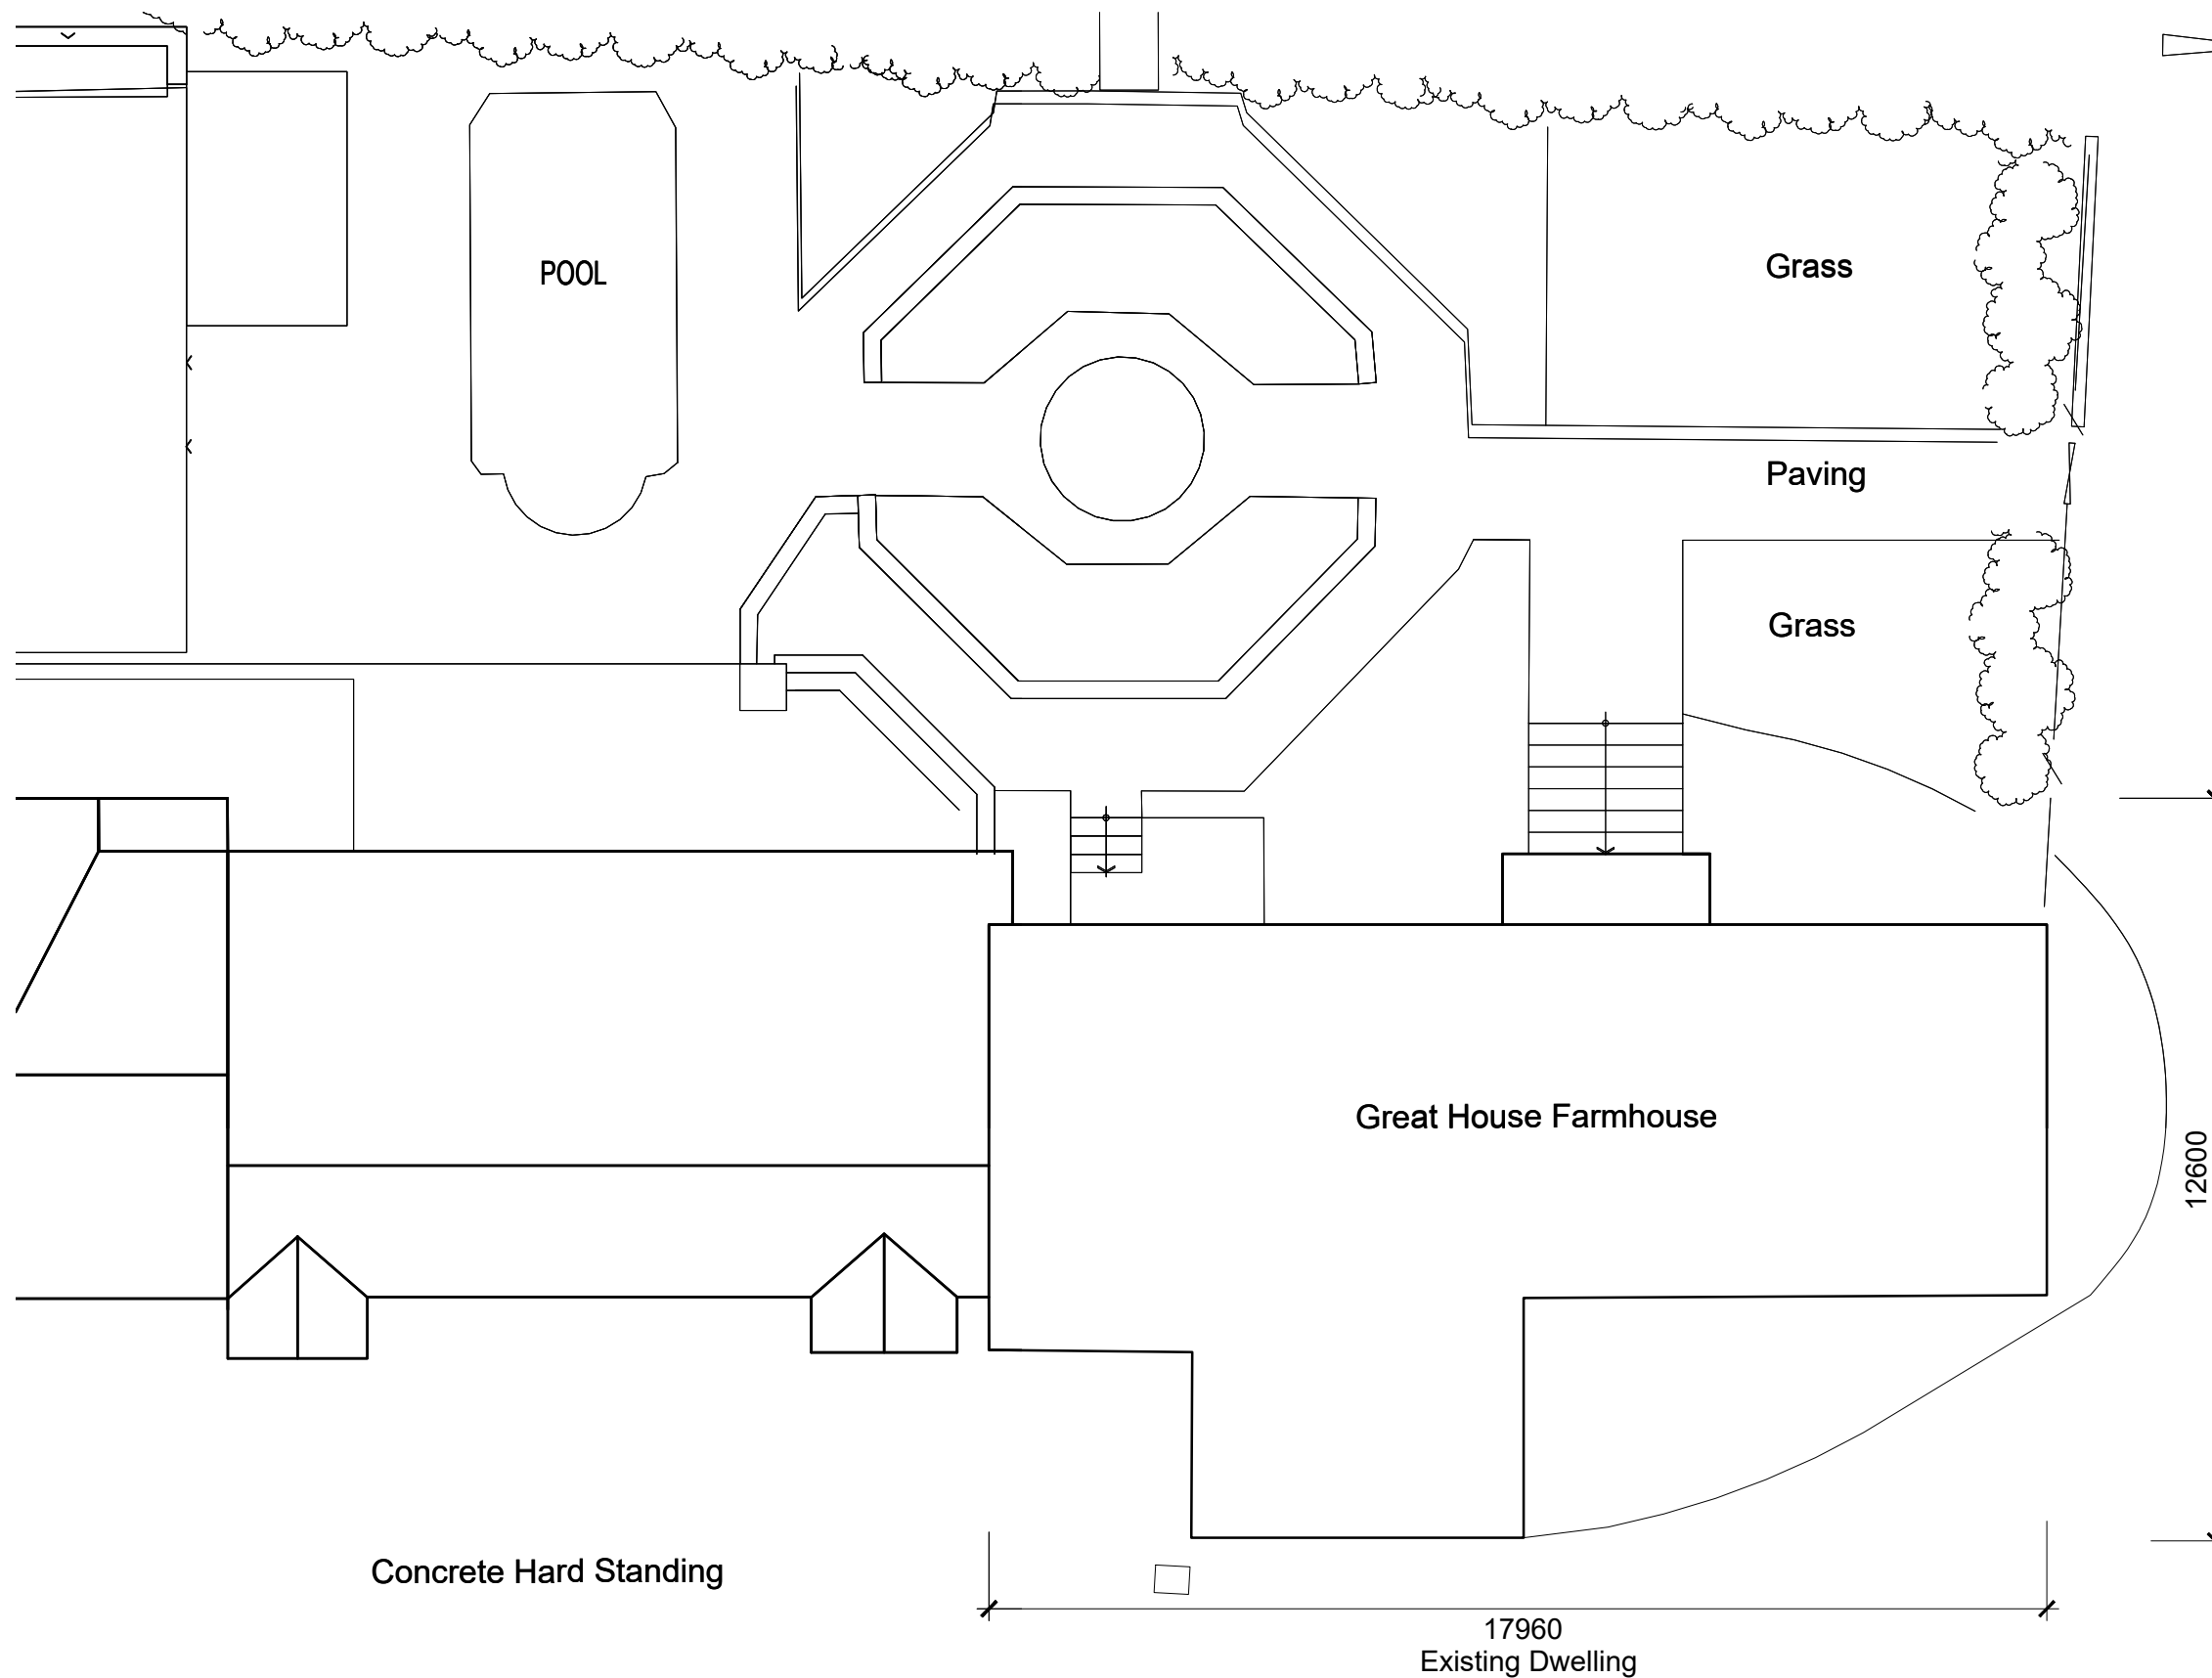 POOL
Grass
Paving
Grass
Great House Farmhouse
12600
Concrete Hard Standing
17960
Existing Dwelling